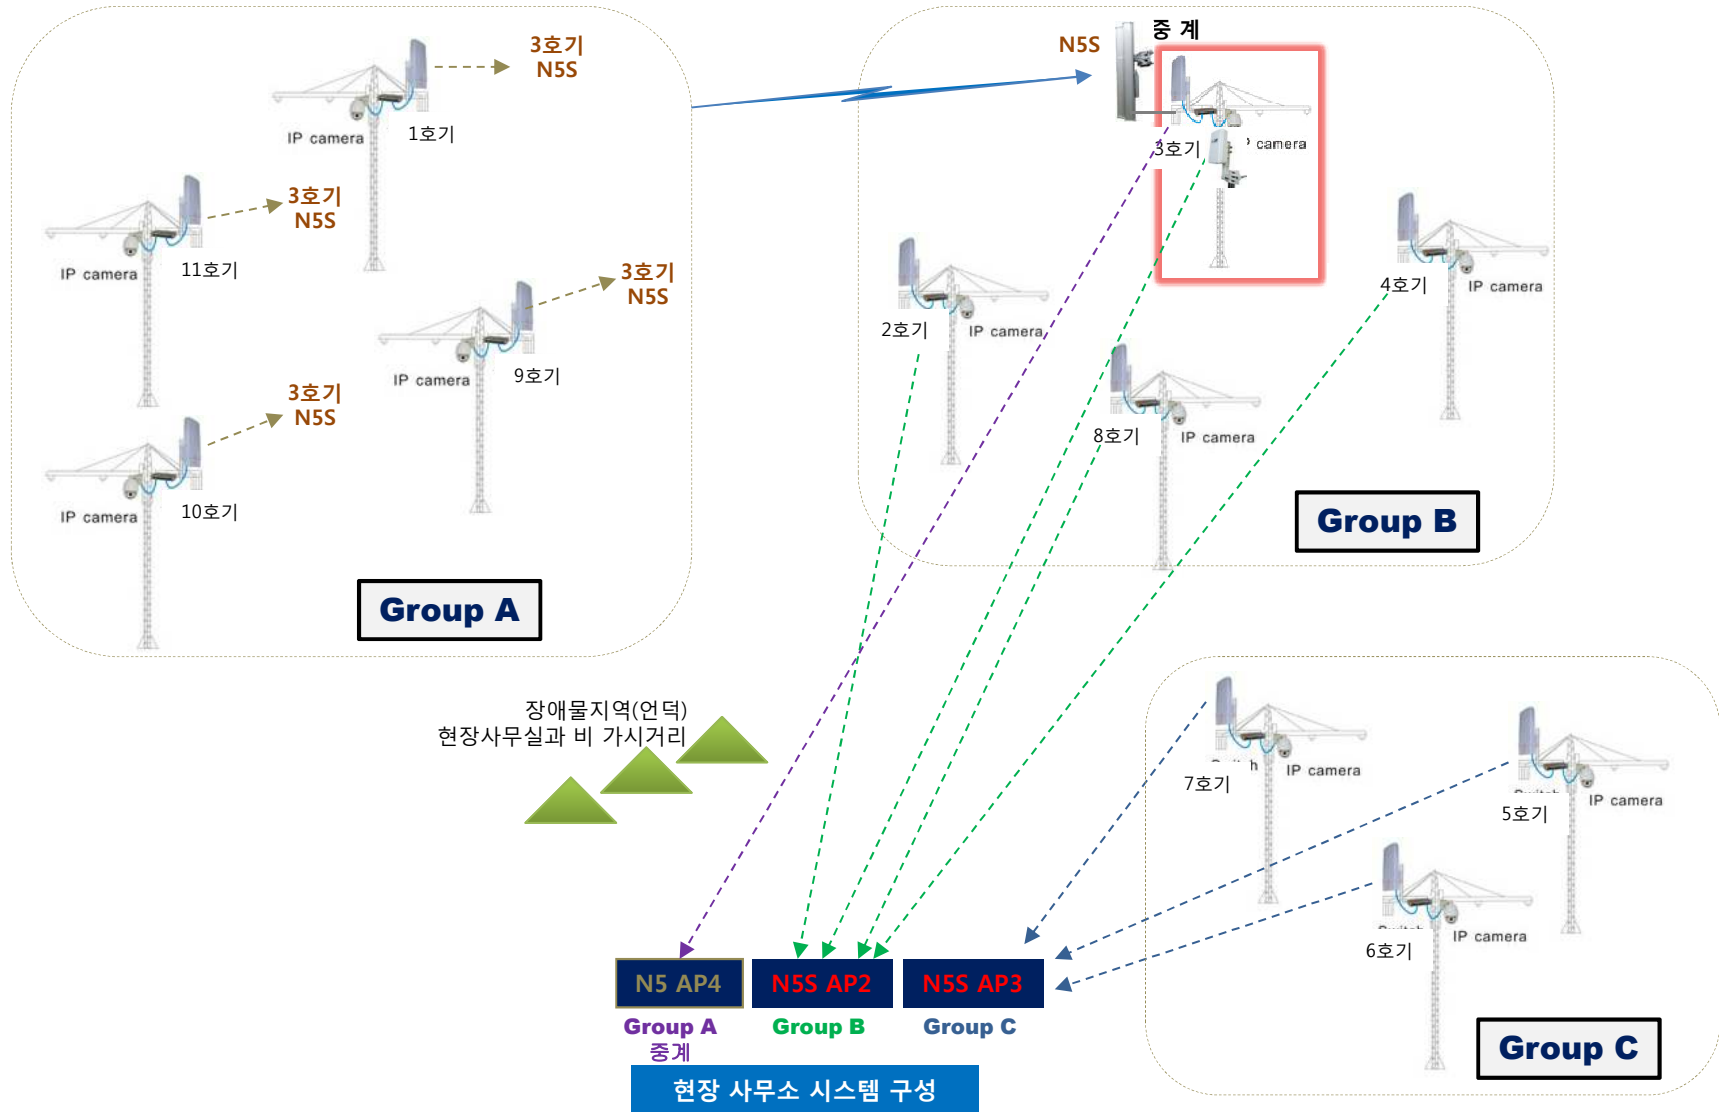 3호기
N5S
IP camera
1호기
3호기
N5S
IP camera
11호기
3호기
N5S
IP camera
9호기
3호기
N5S
IP camera
10호기
Group A
중 계
N5S
3호기
camera
4호기
IP camera
2호기
IP camera
8호기
IP camera
Group B
장애물지역(언덕)
현장사무실과 비 가시거리
7호기
IP camera
5호기
IP camera
6호기
IP camera
Group C
N5 AP4
N5S AP2
N5S AP3
Group A
중계
Group B
Group C
현장 사무소 시스템 구성